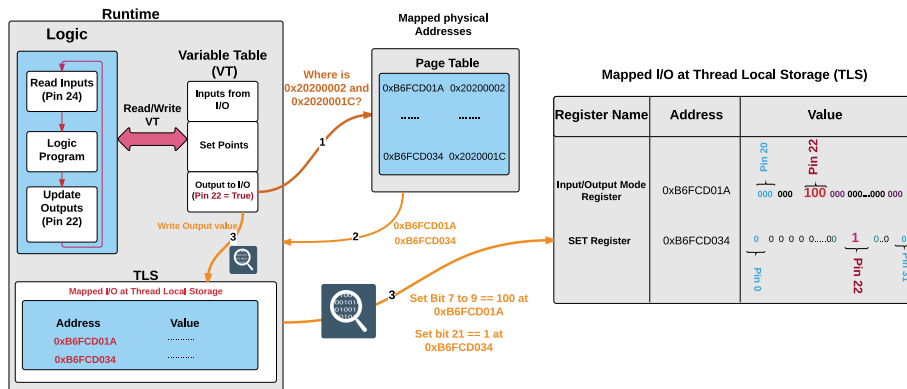 Runtime
Logic
Read Inputs
(Pin 24)
Logic
Program
Update
Outputs
(Pin 22)
Read/Write
VT
Variable Table
(VT)
Inputs from
I/O
Set Points
Output to I/O
(Pin 22 = True)
Write Output value
3
TLS
Mapped I/O at Thread Local Storage
Address Value
0xB6FCD01A ..........
0xB6FCD034 ..........
Where is
0x20200002 and
0x2020001C?
1
Mapped physical
Addresses
Page Table
0xB6FCD01A 0x20200002
...... ......
0xB6FCD034 0x2020001C
2
0xB6FCD01A
0xB6FCD034
3
Set Bit 7 to 9 == 100 at
0xB6FCD01A
Set bit 21 == 1 at
0xB6FCD034
Mapped I/O at Thread Local Storage (TLS)
Register Name Address Value
Pin 20 Pin 22
Input/Output Mode
Register
0xB6FCD01A
000 000 100 000 000...000 000
SET Register 0xB6FCD034
0 0 0 0 0.....0 1 0..0 0
Pin 0 Pin 22